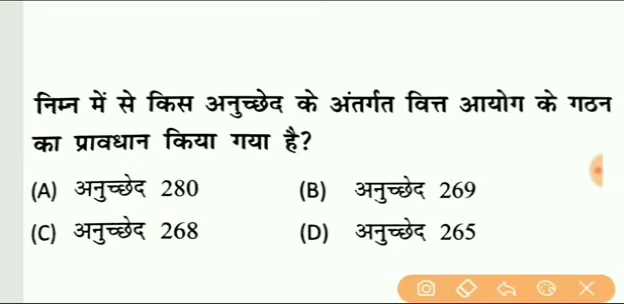 निम्न में से किस अनुच्छेद के अंतर्गत वित्त आयोग के गठन
का प्रावधान किया गया है?
(A) अनुच्छेद 280 (B) अनुच्छेद 269
(C) अनुच्छेद 268 (D) अनुच्छेद 265